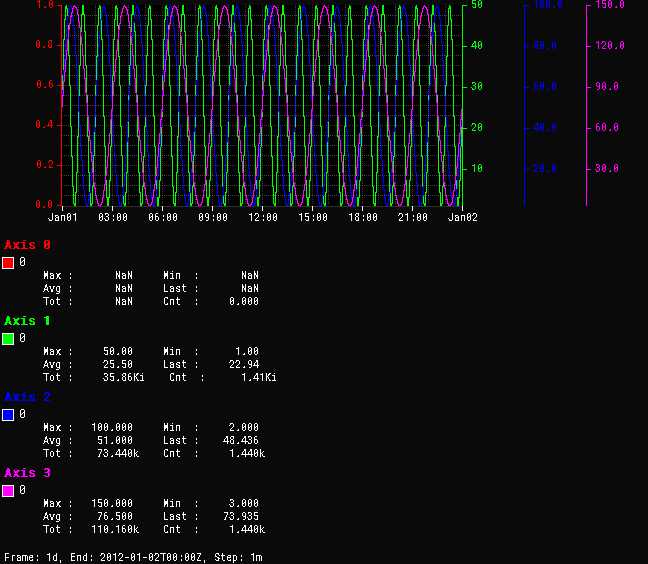 1.0 50 100.0 150.0
0.8 40 80.0 120.0
0.6 30 60.0 90.0
0.4 20 40.0 60.0
0.2 10 20.0 30.0
0.0
Jan01 03:00 06:00 09:00 12:00 15:00 18:00 21:00 Jan02
Axis 0
0
Max : NaN Min : NaN
Avg : NaN Last : NaN
Tot : NaN Cnt : 0.000
Axis 1
0
Max : 50.00 Min : 1.00
Avg : 25.50 Last : 22.94
Tot : 35.86Ki Cnt : 1.41Ki
Axis 2
0
Max : 100.000 Min : 2.000
Avg : 51.000 Last : 48.436
Tot : 73.440k Cnt : 1.440k
Axis 3
0
Max : 150.000 Min : 3.000
Avg : 76.500 Last : 73.935
Tot : 110.160k Cnt : 1.440k
Frame: 1d, End: 2012-01-02T00:00Z, Step: 1m